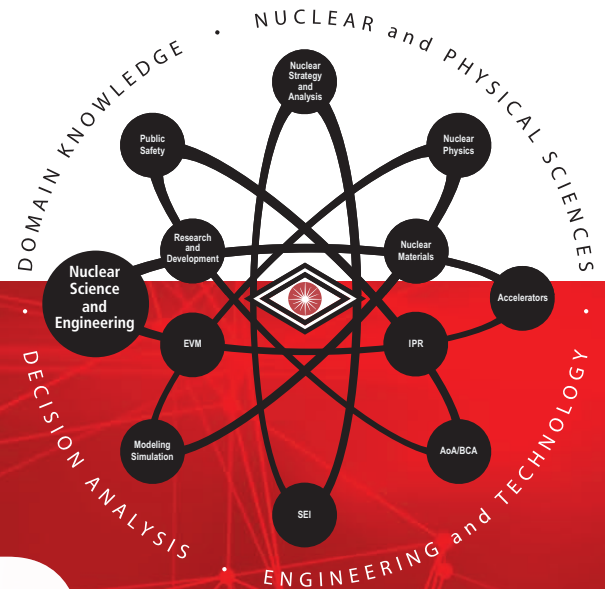 DOMAIN KNOWLEDGE • NUCLEAR and PHYSICAL SCIENCES •
Nuclear
Strategy
and
Analysis
Public
Safety
Nuclear
Physics
Research
and
Development
Nuclear
Materials
Nuclear
Science
and
Engineering
Accelerators
EVM
IPR
Modeling
Simulation
AoA/BCA
SEI
• DECISION ANALYSIS • ENGINEERING and TECHNOLOGY